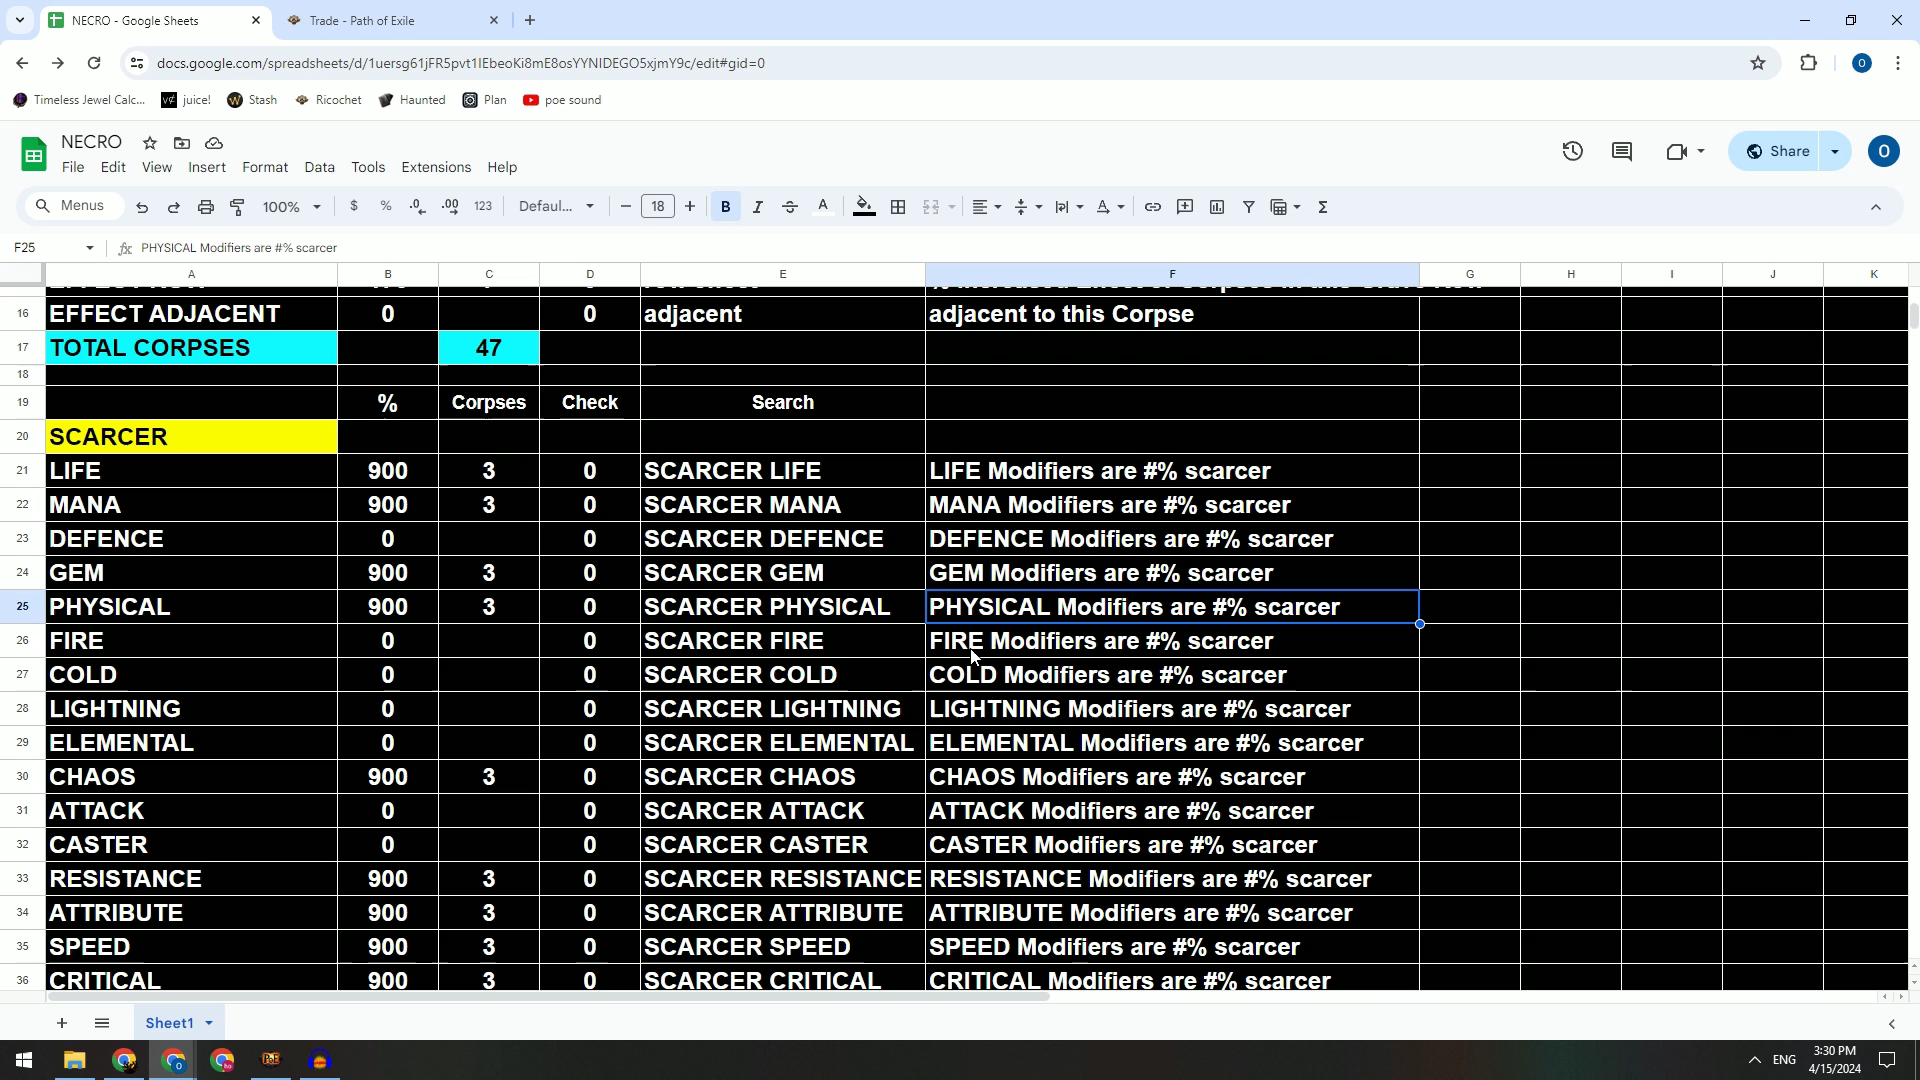 NECRO - Google Sheets
Trade - Path of Exile
docs.google.com/spreadsheets/d/1uersg61jFR5pvt1IEbeoKi8mE8osYYNIDEGO5xjmY9c/edit#gid=0
O
Timeless Jewel Calc...
juice!
Stash
Ricochet
Haunted
Plan
poe sound
NECRO
File Edit View Insert Format Data Tools Extensions Help
Share
O
Menus 100% $ % .0 .00 123 Defaul... 18 B I A
F25 fx PHYSICAL Modifiers are #% scarcer
A B C D E F G H I J K
16 EFFECT ADJACENT 0 0 adjacent adjacent to this Corpse
17 TOTAL CORPSES 47
18
19 % Corpses Check Search
20 SCARCER
21 LIFE 900 3 0 SCARCER LIFE LIFE Modifiers are #% scarcer
22 MANA 900 3 0 SCARCER MANA MANA Modifiers are #% scarcer
23 DEFENCE 0 0 SCARCER DEFENCE DEFENCE Modifiers are #% scarcer
24 GEM 900 3 0 SCARCER GEM GEM Modifiers are #% scarcer
25 PHYSICAL 900 3 0 SCARCER PHYSICAL PHYSICAL Modifiers are #% scarcer
26 FIRE 0 0 SCARCER FIRE FIRE Modifiers are #% scarcer
27 COLD 0 0 SCARCER COLD COLD Modifiers are #% scarcer
28 LIGHTNING 0 0 SCARCER LIGHTNING LIGHTNING Modifiers are #% scarcer
29 ELEMENTAL 0 0 SCARCER ELEMENTAL ELEMENTAL Modifiers are #% scarcer
30 CHAOS 900 3 0 SCARCER CHAOS CHAOS Modifiers are #% scarcer
31 ATTACK 0 0 SCARCER ATTACK ATTACK Modifiers are #% scarcer
32 CASTER 0 0 SCARCER CASTER CASTER Modifiers are #% scarcer
33 RESISTANCE 900 3 0 SCARCER RESISTANCE RESISTANCE Modifiers are #% scarcer
34 ATTRIBUTE 900 3 0 SCARCER ATTRIBUTE ATTRIBUTE Modifiers are #% scarcer
35 SPEED 900 3 0 SCARCER SPEED SPEED Modifiers are #% scarcer
36 CRITICAL 900 3 0 SCARCER CRITICAL CRITICAL Modifiers are #% scarcer
Sheet1
ENG
3:30 PM
4/15/2024